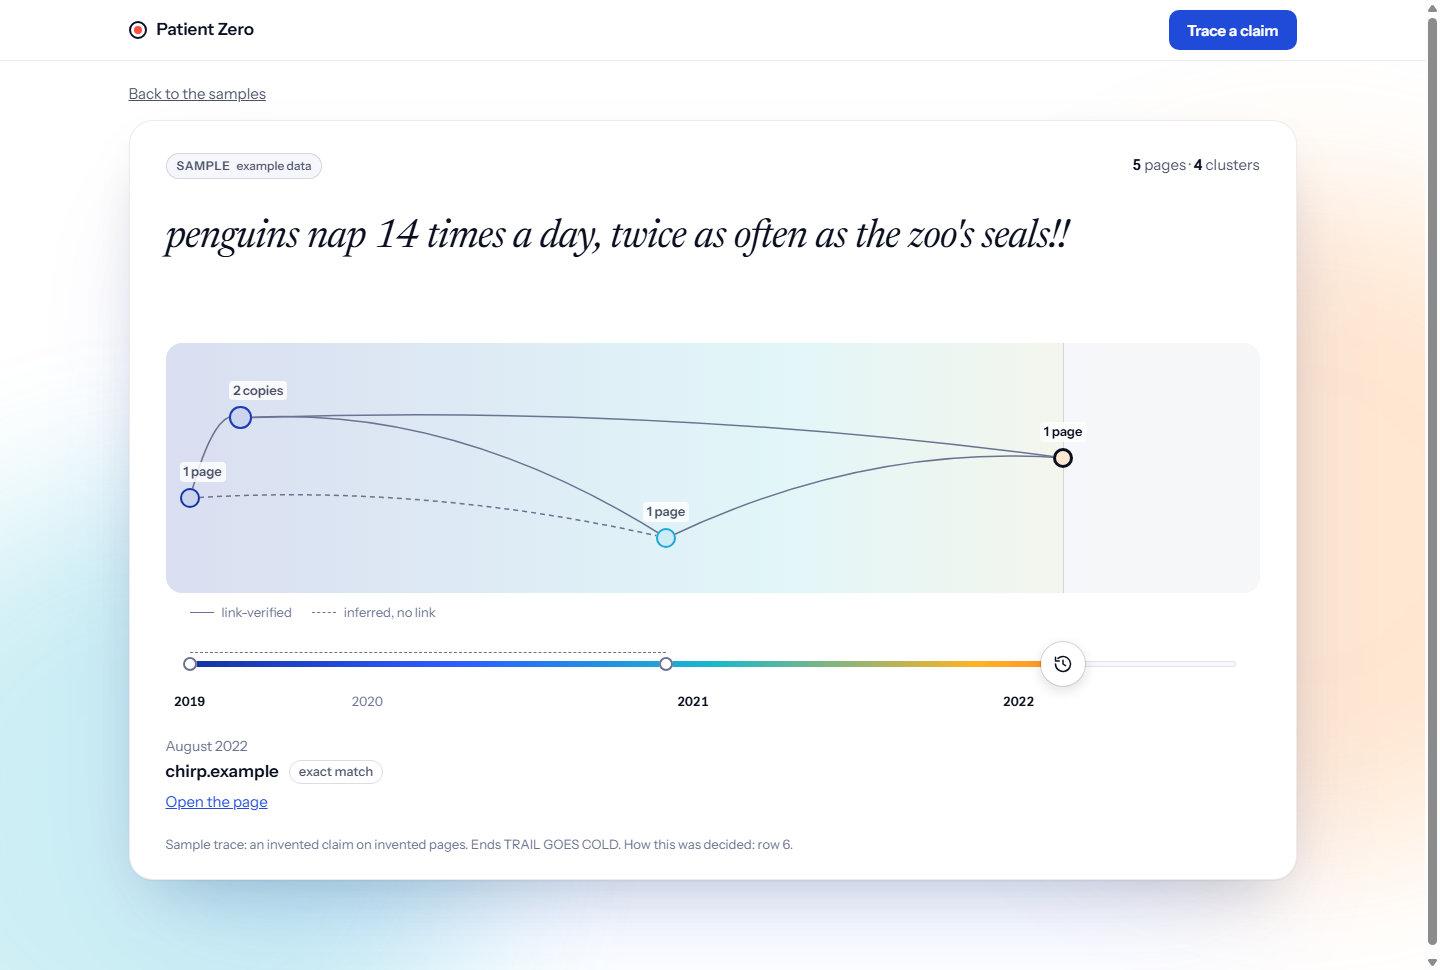 Patient Zero
Trace a claim
Back to the samples
SAMPLE example data
5 pages · 4 clusters
penguins nap 14 times a day, twice as often as the zoo's seals!!
2 copies
1 page
1 page
1 page
link-verified
inferred, no link
2019
2020
2021
2022
August 2022
chirp.example exact match
Open the page
Sample trace: an invented claim on invented pages. Ends TRAIL GOES COLD. How this was decided: row 6.